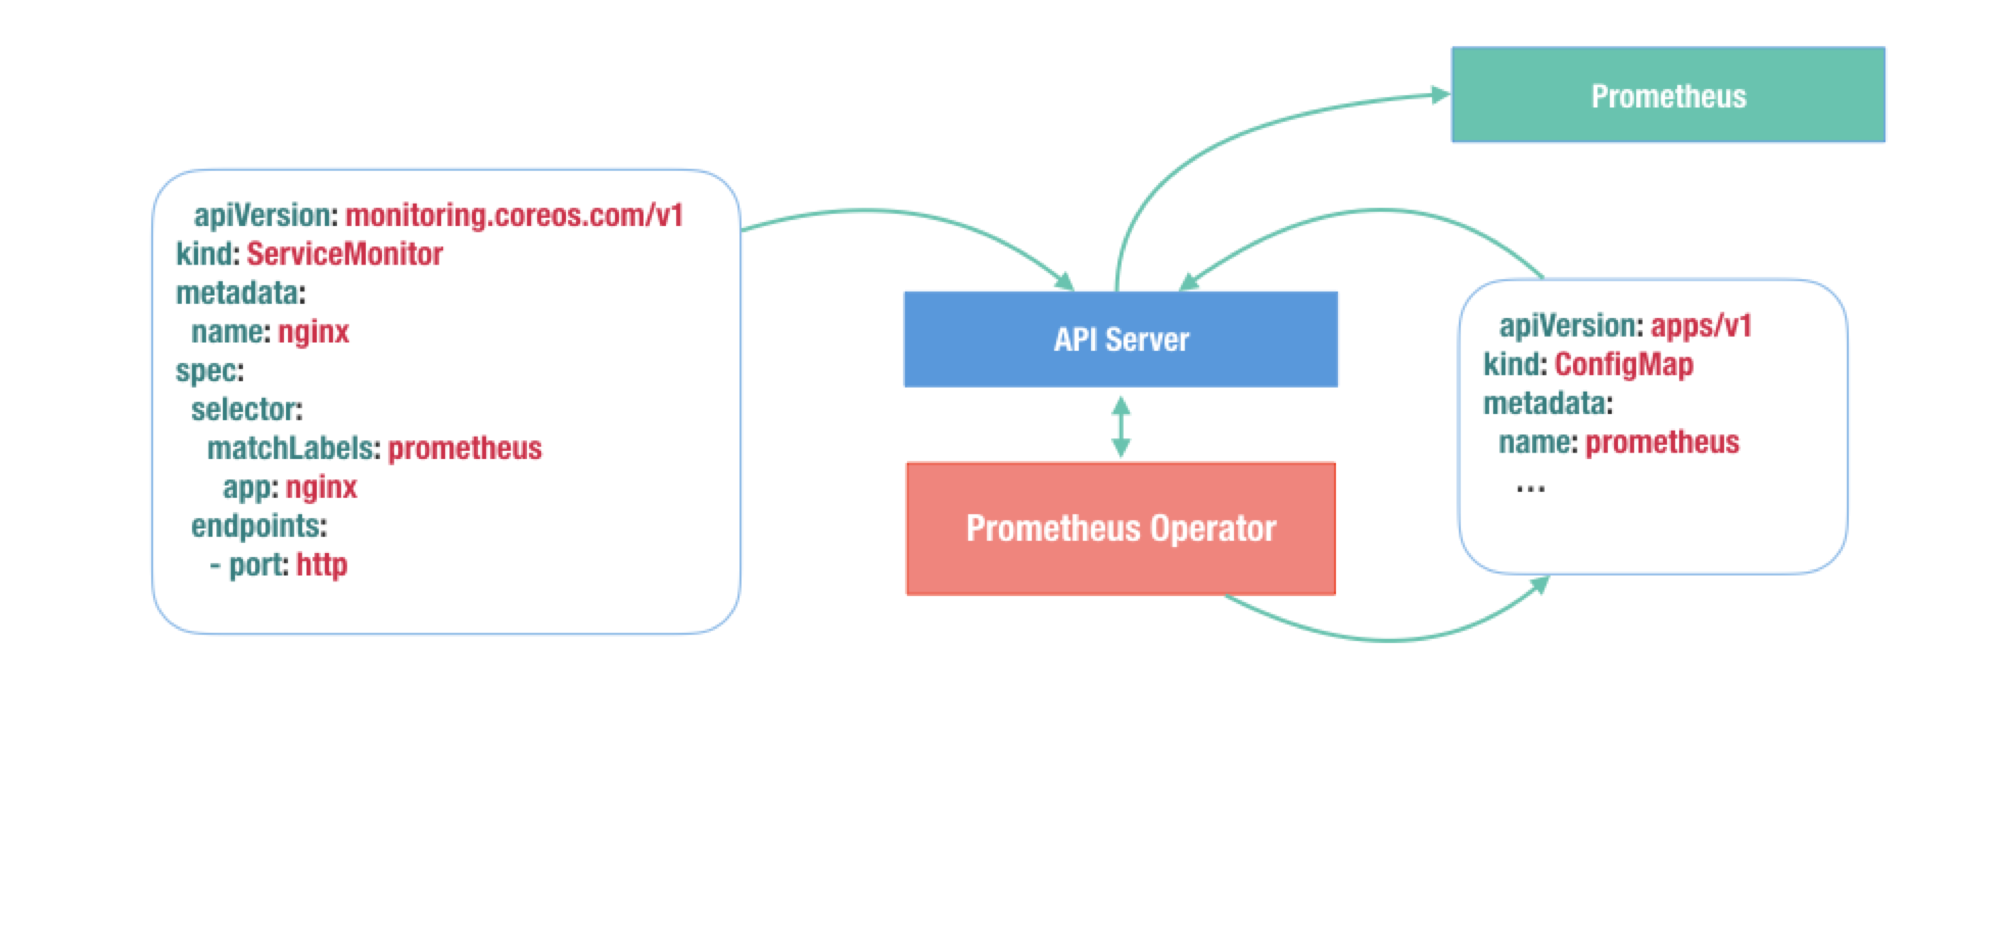 Prometheus
apiVersion: monitoring.coreos.com/v1
kind: ServiceMonitor
metadata:
name: nginx
spec:
selector:
matchLabels: prometheus
app: nginx
endpoints:
- port: http
API Server
Prometheus Operator
apiVersion: apps/v1
kind: ConfigMap
metadata:
name: prometheus
...